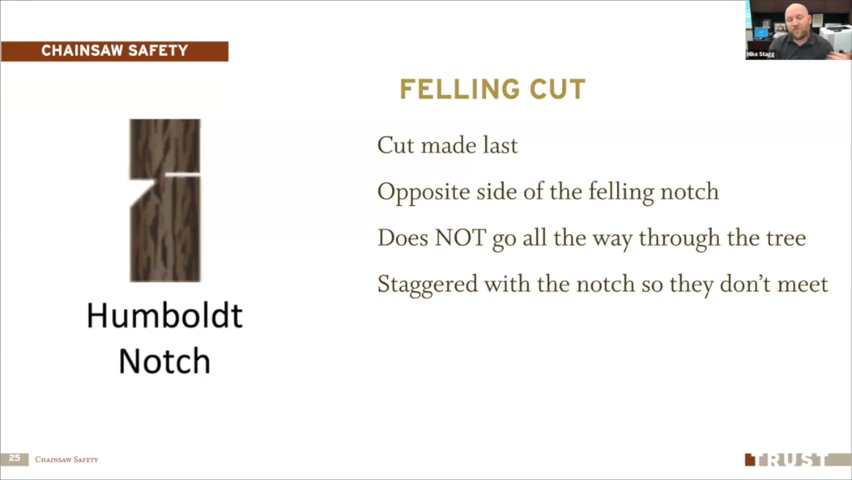 CHAINSAW SAFETY
Mike Stagg
FELLING CUT
Cut made last
Opposite side of the felling notch
Does NOT go all the way through the tree
Staggered with the notch so they don't meet
Humboldt
Notch
25
CHAINSAW SAFETY
TRUST